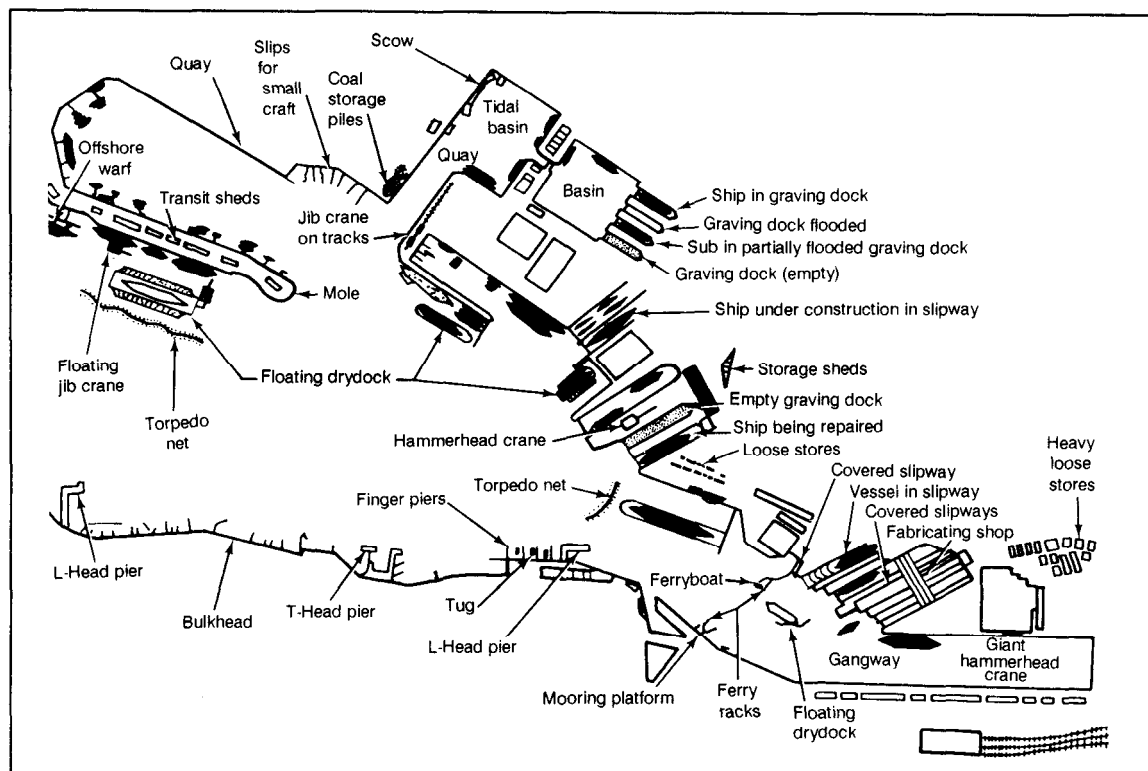 Scow
Slips
for
small
craft
Quay
Coal
storage
piles
Tidal
basin
Offshore
warf
Quay
Transit sheds
Basin
Ship in graving dock
Jib crane
on tracks
Graving dock flooded
Sub in partially flooded graving dock
Graving dock (empty)
Mole
Ship under construction in slipway
Floating
jib crane
Floating drydock
Storage sheds
Torpedo
net
Empty graving dock
Hammerhead crane
Ship being repaired
Loose stores
Heavy
loose
stores
Covered slipway
Finger piers
Torpedo net
Vessel in slipway
Covered slipways
Fabricating shop
L-Head pier
Bulkhead
T-Head pier
Tug
L-Head pier
Ferryboat
Mooring platform
Ferry
racks
Floating
drydock
Gangway
Giant
hammerhead
crane